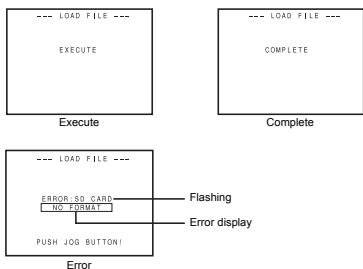 --- LOAD FILE ---
EXECUTE
Execute
--- LOAD FILE ---
COMPLETE
Complete
--- LOAD FILE ---
ERROR:SD CARD
NO FORMAT
PUSH JOG BUTTON!
Error
Flashing
Error display